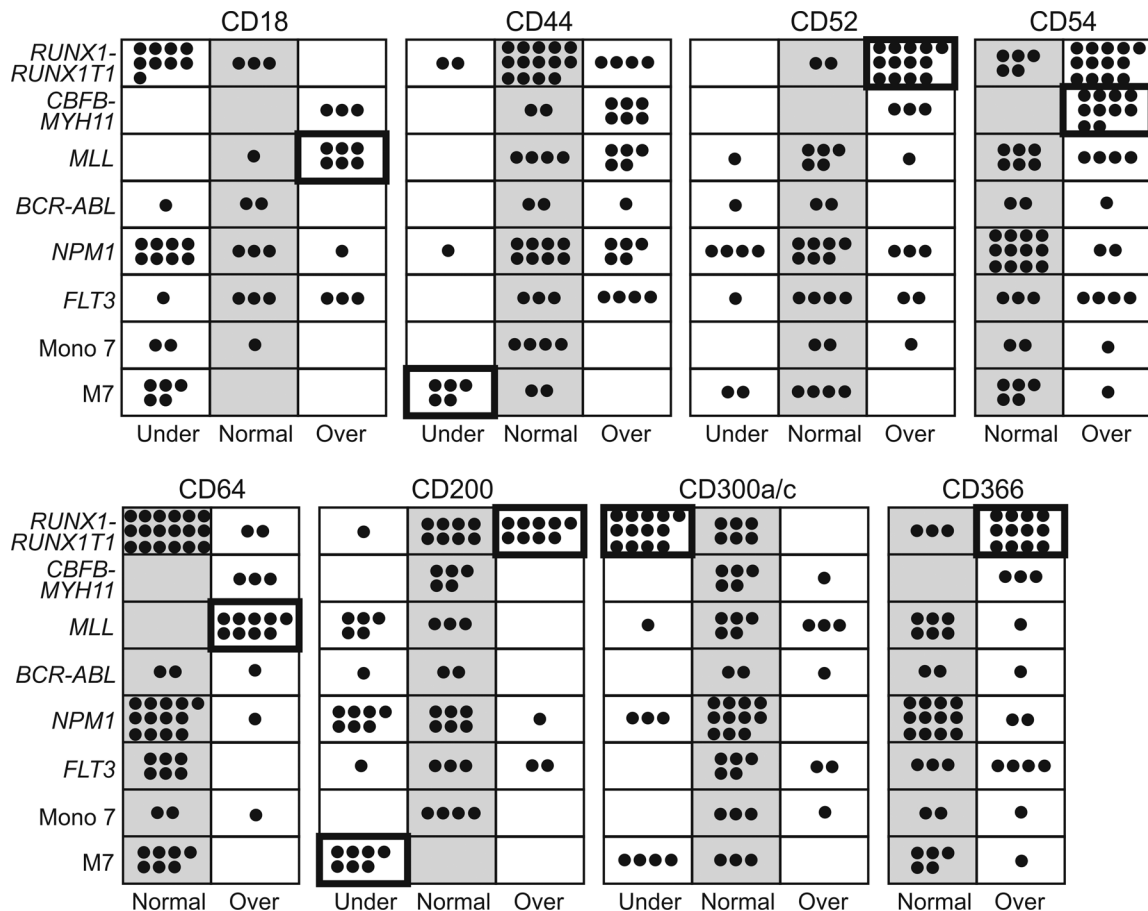 CD18 CD44 CD52 CD54
RUNX1-
RUNX1T1
CBFB-
MYH11
MLL
BCR-ABL
NPM1
FLT3
Mono 7
M7
Under Normal Over Under Normal Over Under Normal Over Normal Over
CD64 CD200 CD300a/c CD366
RUNX1-
RUNX1T1
CBFB-
MYH11
MLL
BCR-ABL
NPM1
FLT3
Mono 7
M7
Normal Over Under Normal Over Under Normal Over Normal Over